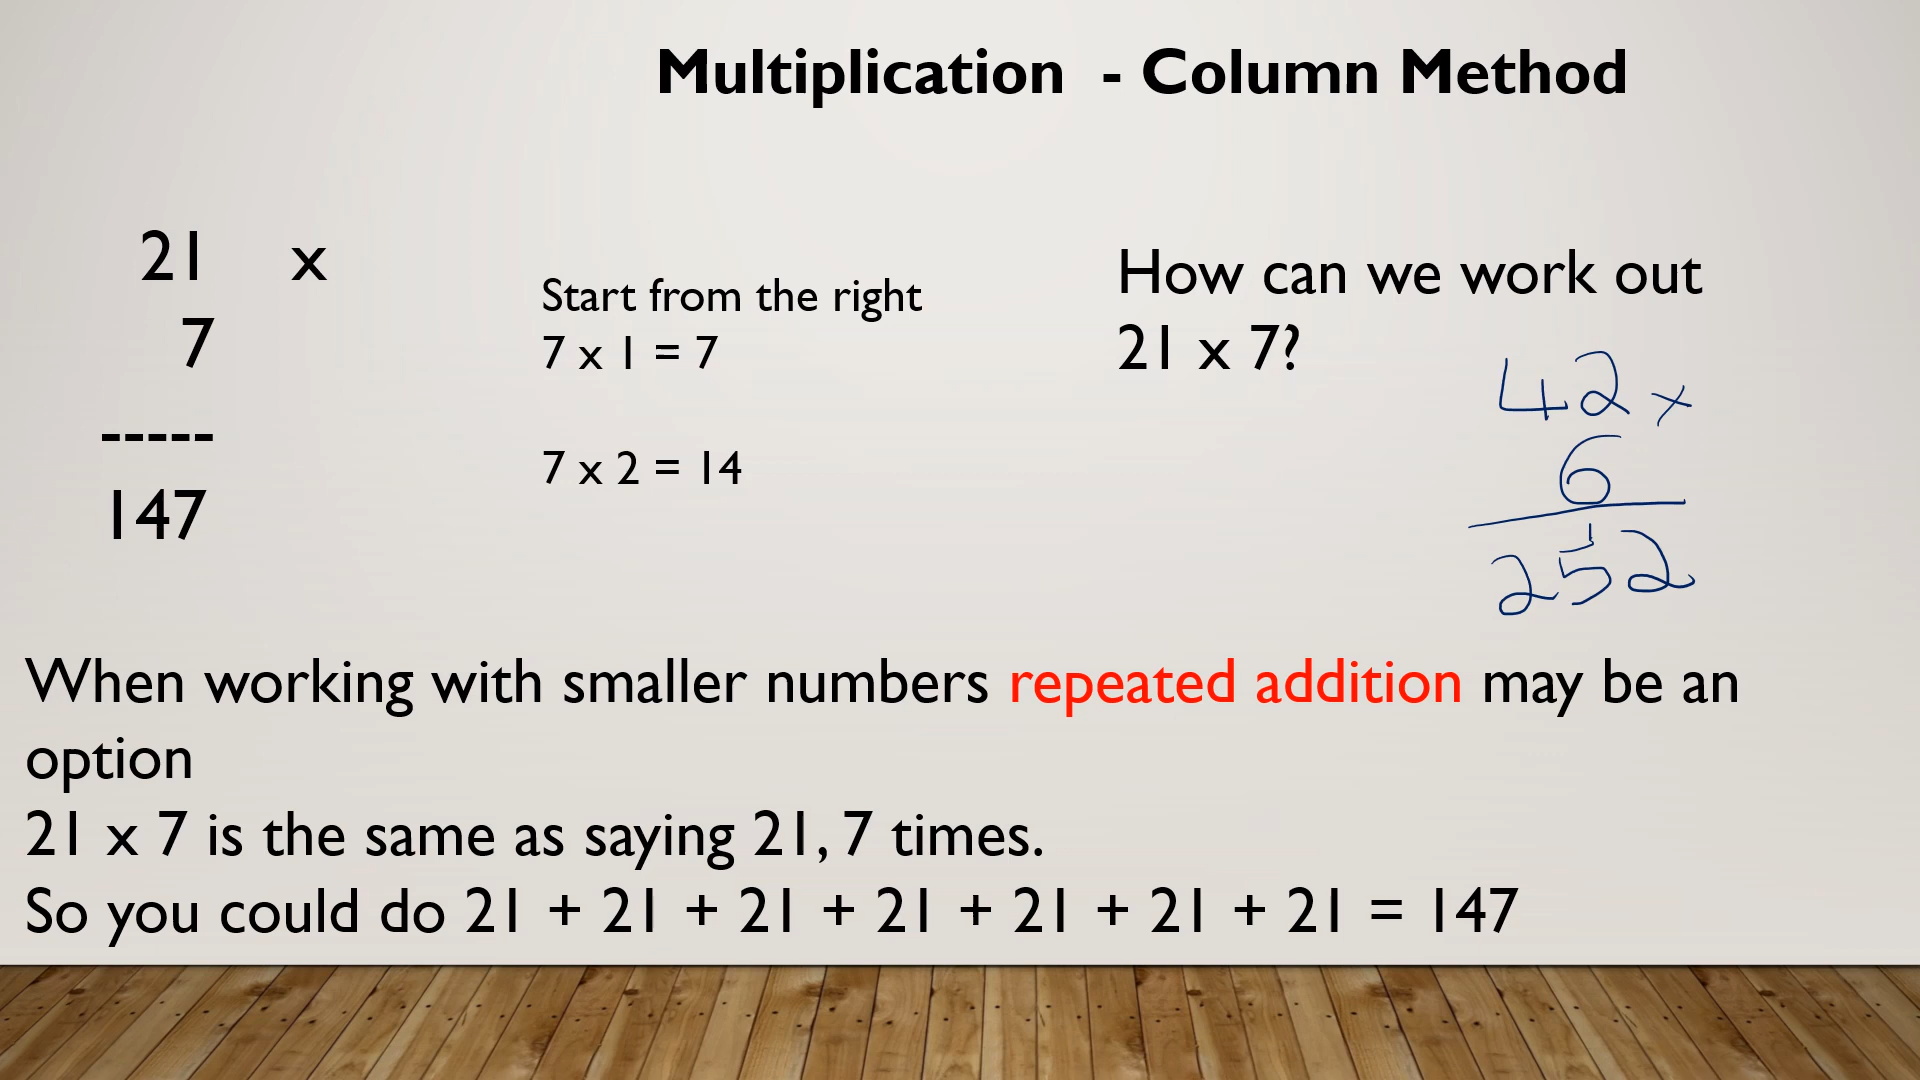 Multiplication - Column Method
21 x
7
-----
147
Start from the right
7 x 1 = 7
7 x 2 = 14
How can we work out
21 x 7?
42 x
6
1
252
When working with smaller numbers repeated addition may be an
option
21 x 7 is the same as saying 21, 7 times.
So you could do 21 + 21 + 21 + 21 + 21 + 21 + 21 = 147